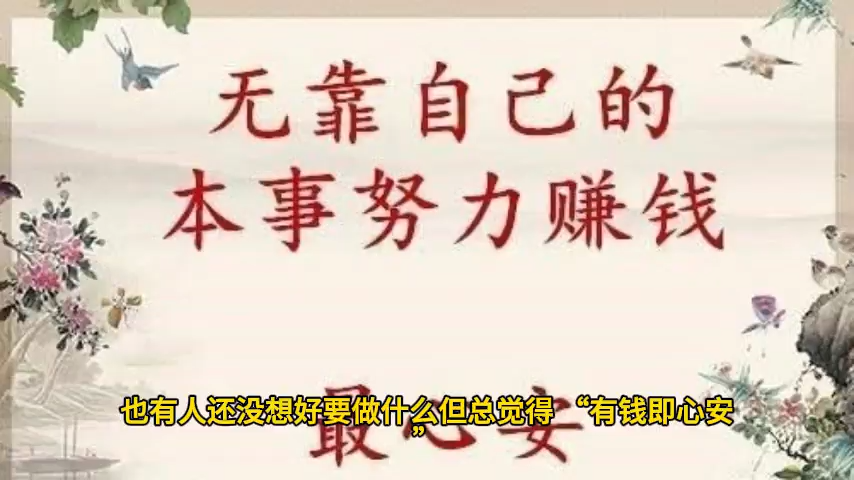 无靠自己的
本事努力赚钱
最心安
也有人还没想好要做什么但总觉得 “有钱即心安
”